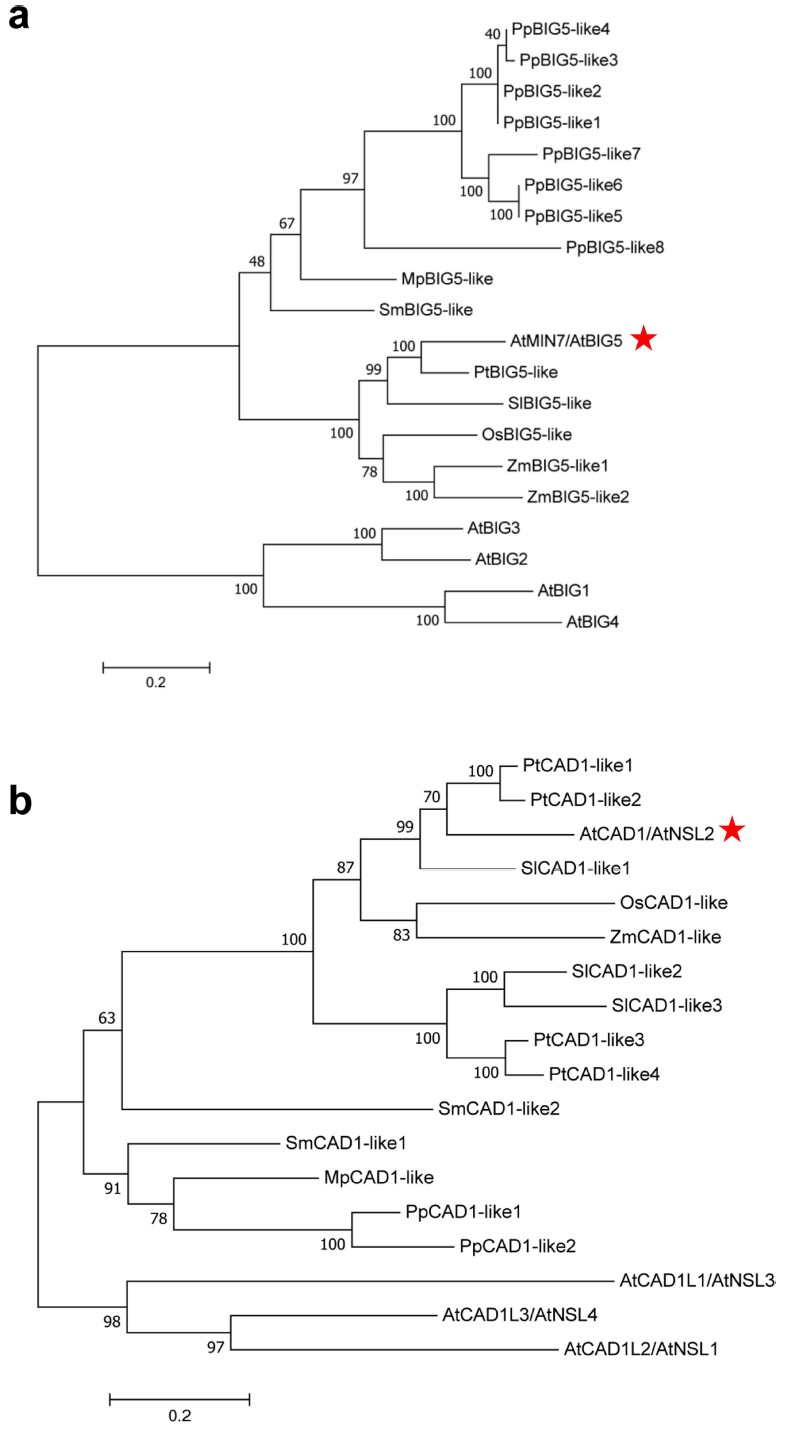 a
40
PpBIG5-like4
PpBIG5-like3
100
PpBIG5-like2
100
PpBIG5-like1
PpBIG5-like7
97
100
PpBIG5-like6
100
PpBIG5-like5
67
PpBIG5-like8
48
MpBIG5-like
SmBIG5-like
100
AtMIN7/AtBIG5
99
PtBIG5-like
SlBIG5-like
100
OsBIG5-like
78
ZmBIG5-like1
100
ZmBIG5-like2
100
AtBIG3
AtBIG2
100
AtBIG1
100
AtBIG4
0.2
b
100
PtCAD1-like1
70
PtCAD1-like2
99
AtCAD1/AtNSL2
87
SlCAD1-like1
OsCAD1-like
83
ZmCAD1-like
100
100
SlCAD1-like2
SlCAD1-like3
63
100
PtCAD1-like3
100
PtCAD1-like4
SmCAD1-like2
SmCAD1-like1
91
MpCAD1-like
78
PpCAD1-like1
100
PpCAD1-like2
AtCAD1L1/AtNSL3
98
AtCAD1L3/AtNSL4
97
AtCAD1L2/AtNSL1
0.2